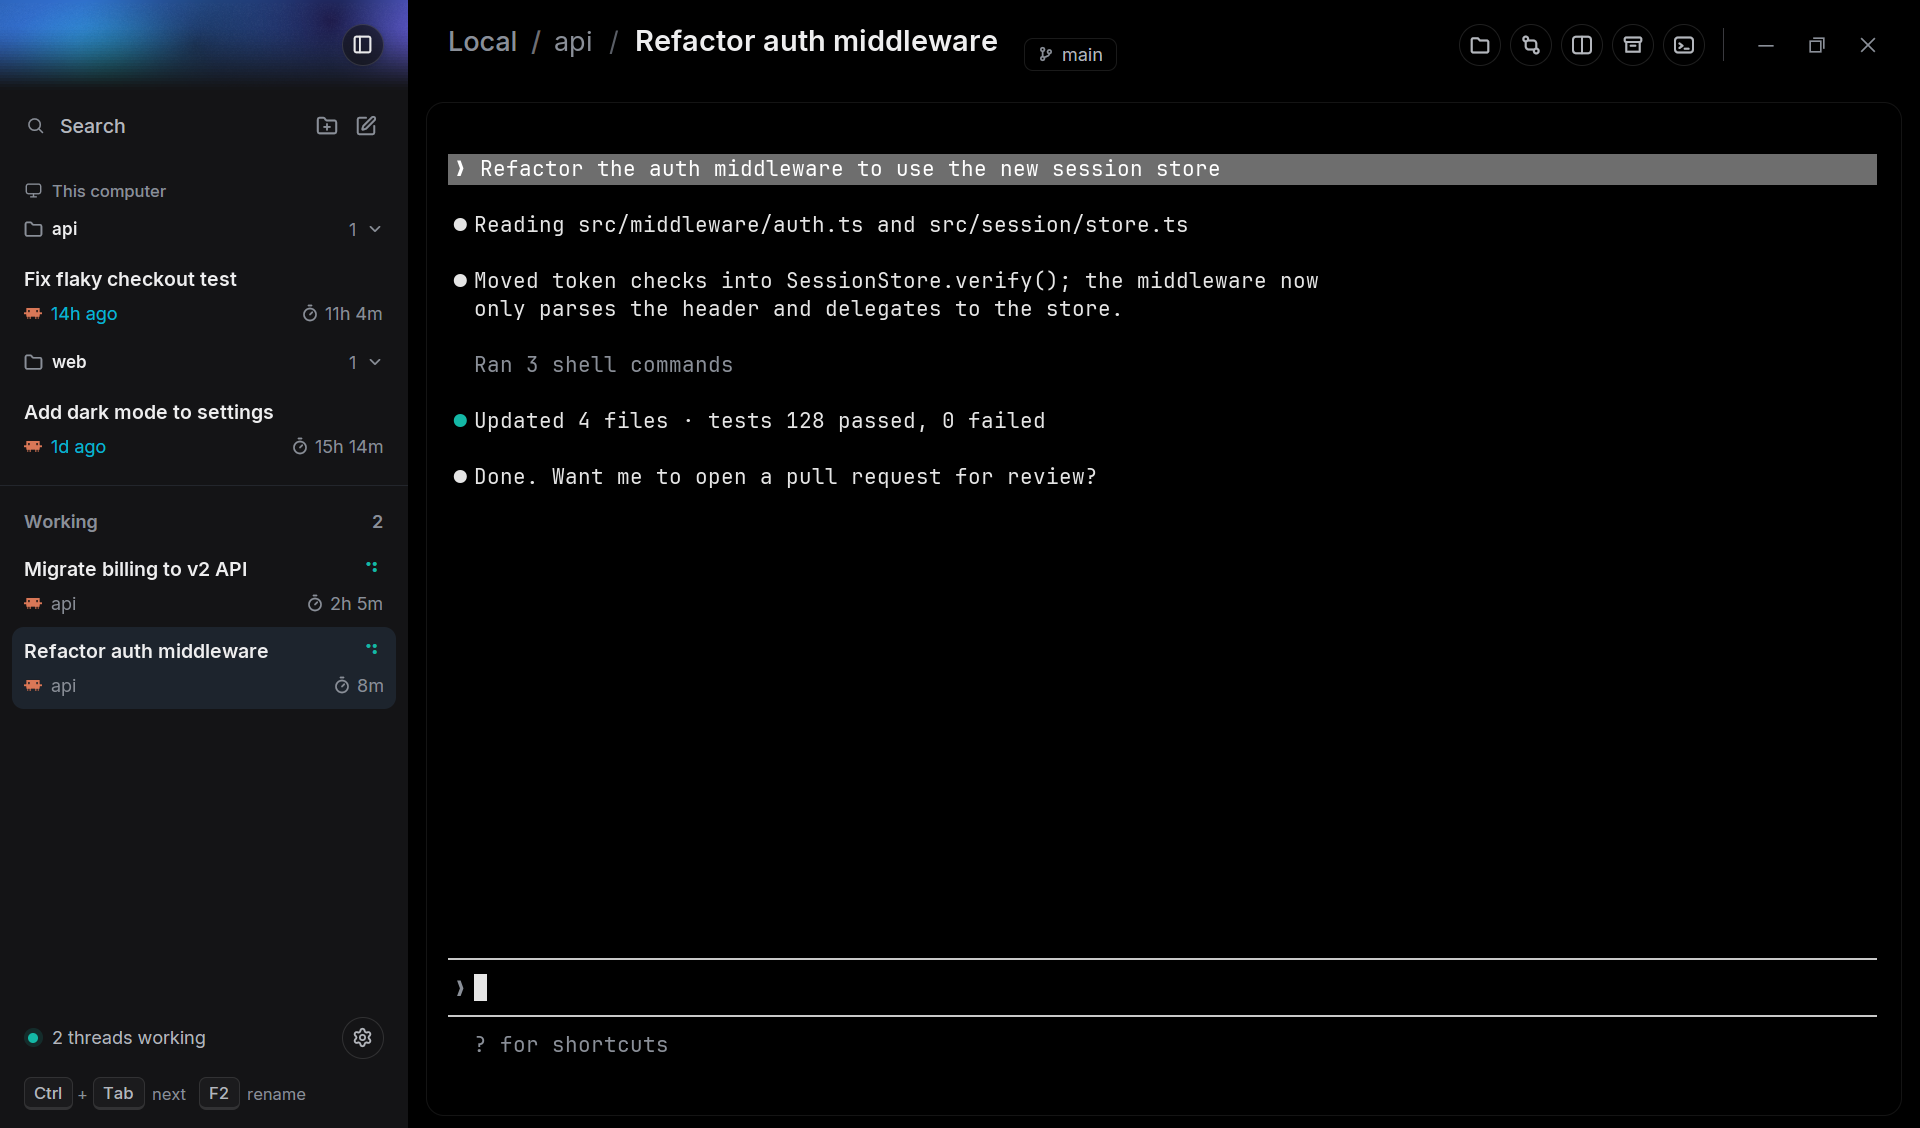 Local / api / Refactor auth middleware
main
Search
This computer
api 1
Fix flaky checkout test
14h ago 11h 4m
web 1
Add dark mode to settings
1d ago 15h 14m
Working 2
Migrate billing to v2 API
api 2h 5m
Refactor auth middleware
api 8m
2 threads working
Ctrl + Tab next F2 rename
❯ Refactor the auth middleware to use the new session store
● Reading src/middleware/auth.ts and src/session/store.ts
● Moved token checks into SessionStore.verify(); the middleware now
only parses the header and delegates to the store.
Ran 3 shell commands
● Updated 4 files · tests 128 passed, 0 failed
● Done. Want me to open a pull request for review?
❯
? for shortcuts